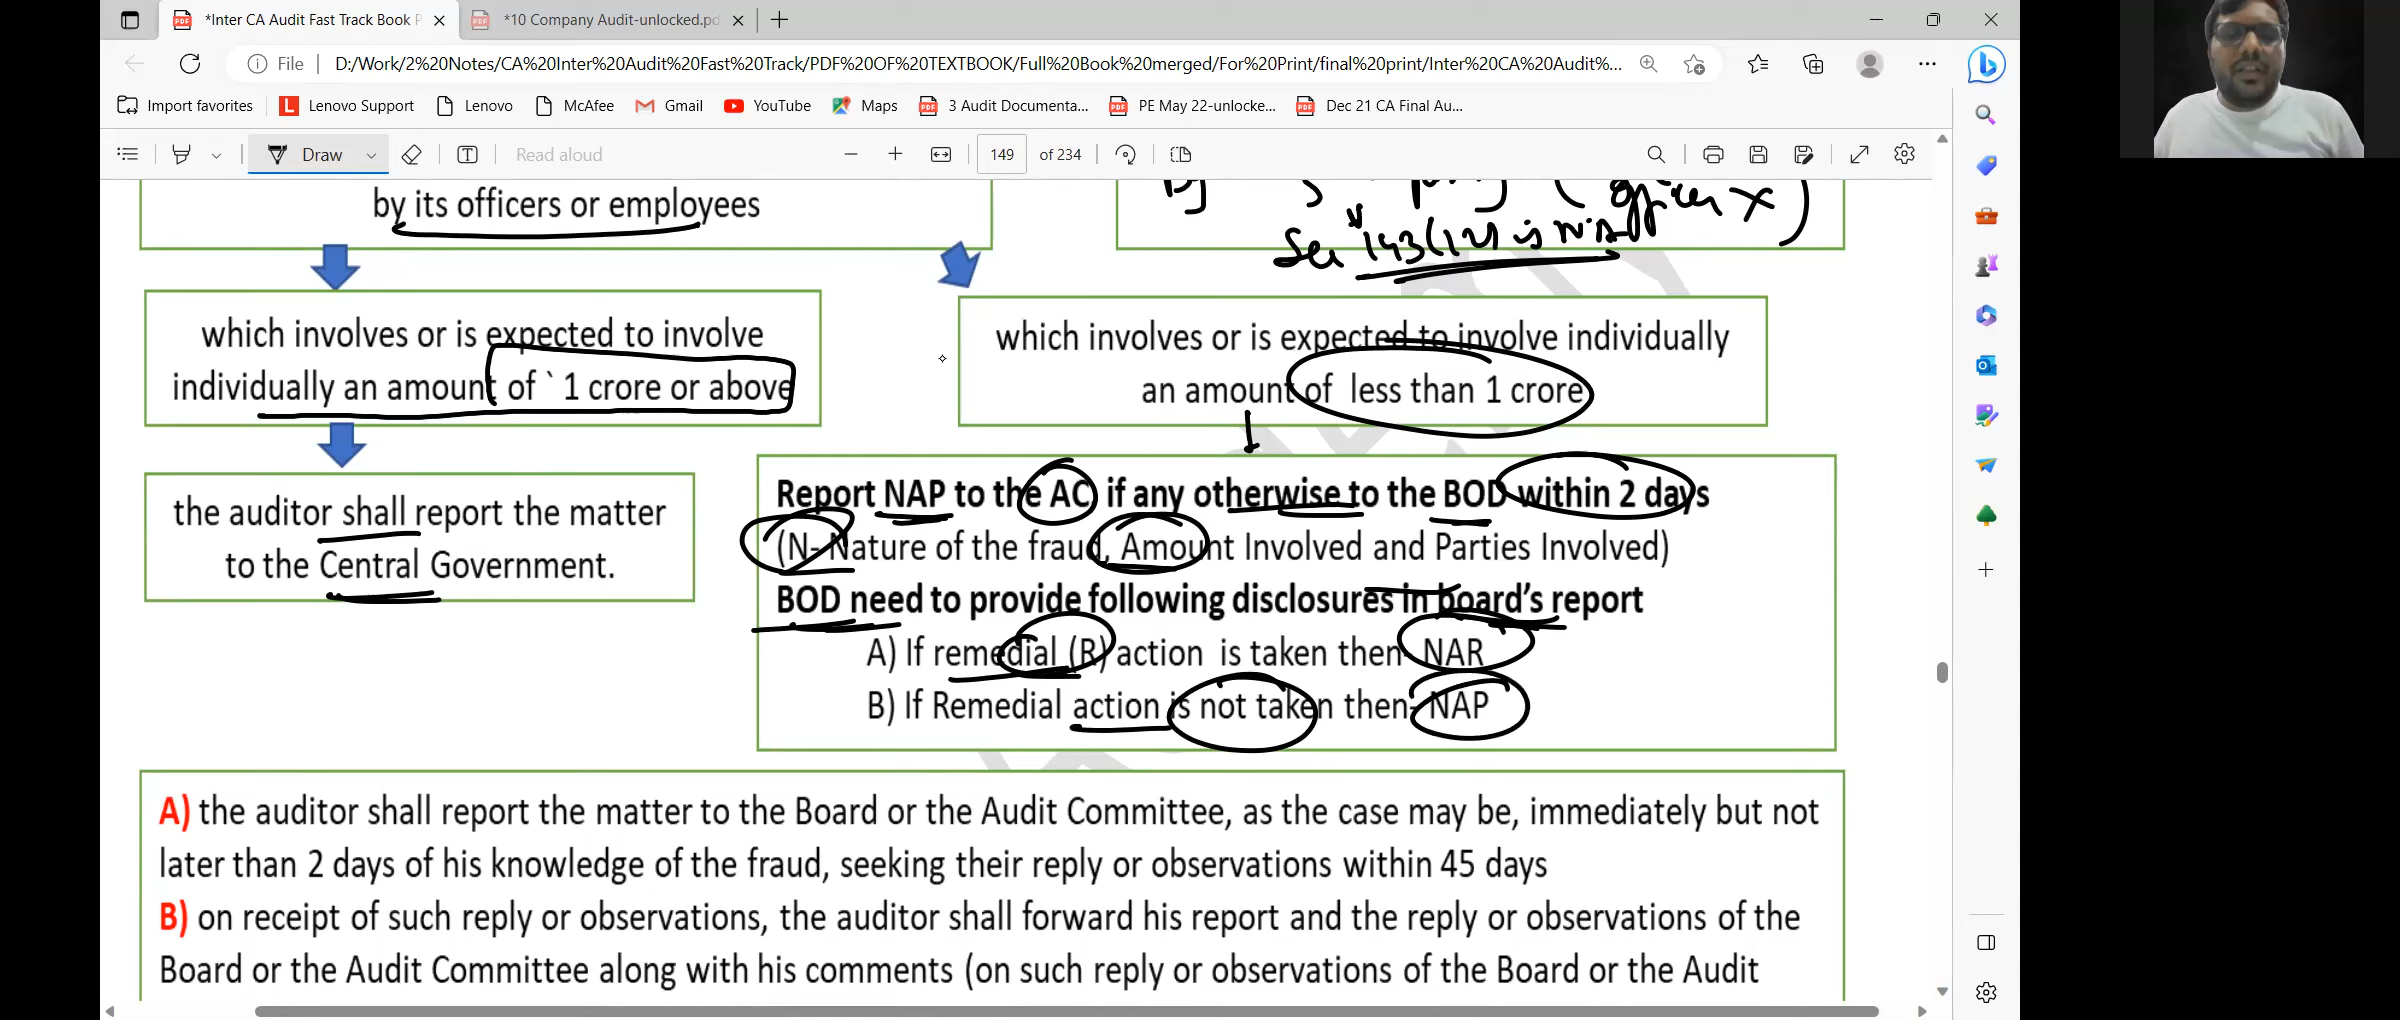 *Inter CA Audit Fast Track Book P
*10 Company Audit-unlocked.pd
File
D:/Work/2%20Notes/CA%20Inter%20Audit%20Fast%20Track/PDF%20OF%20TEXTBOOK/Full%20Book%20merged/For%20Print/final%20print/Inter%20CA%20Audit%...
Import favorites
Lenovo Support
Lenovo
McAfee
Gmail
YouTube
Maps
3 Audit Documenta...
PE May 22-unlocke...
Dec 21 CA Final Au...
Draw
Read aloud
149 of 234
by its officers or employees
officer X )
Sec 143(12) is N.A
which involves or is expected to involve
individually an amount of ` 1 crore or above
which involves or is expected to involve individually
an amount of less than 1 crore
the auditor shall report the matter
to the Central Government.
Report NAP to the AC if any otherwise to the BOD within 2 days
(N- Nature of the fraud, Amount Involved and Parties Involved)
BOD need to provide following disclosures in board's report
A) If remedial (R) action is taken then- NAR
B) If Remedial action is not taken then- NAP
A) the auditor shall report the matter to the Board or the Audit Committee, as the case may be, immediately but not
later than 2 days of his knowledge of the fraud, seeking their reply or observations within 45 days
B) on receipt of such reply or observations, the auditor shall forward his report and the reply or observations of the
Board or the Audit Committee along with his comments (on such reply or observations of the Board or the Audit